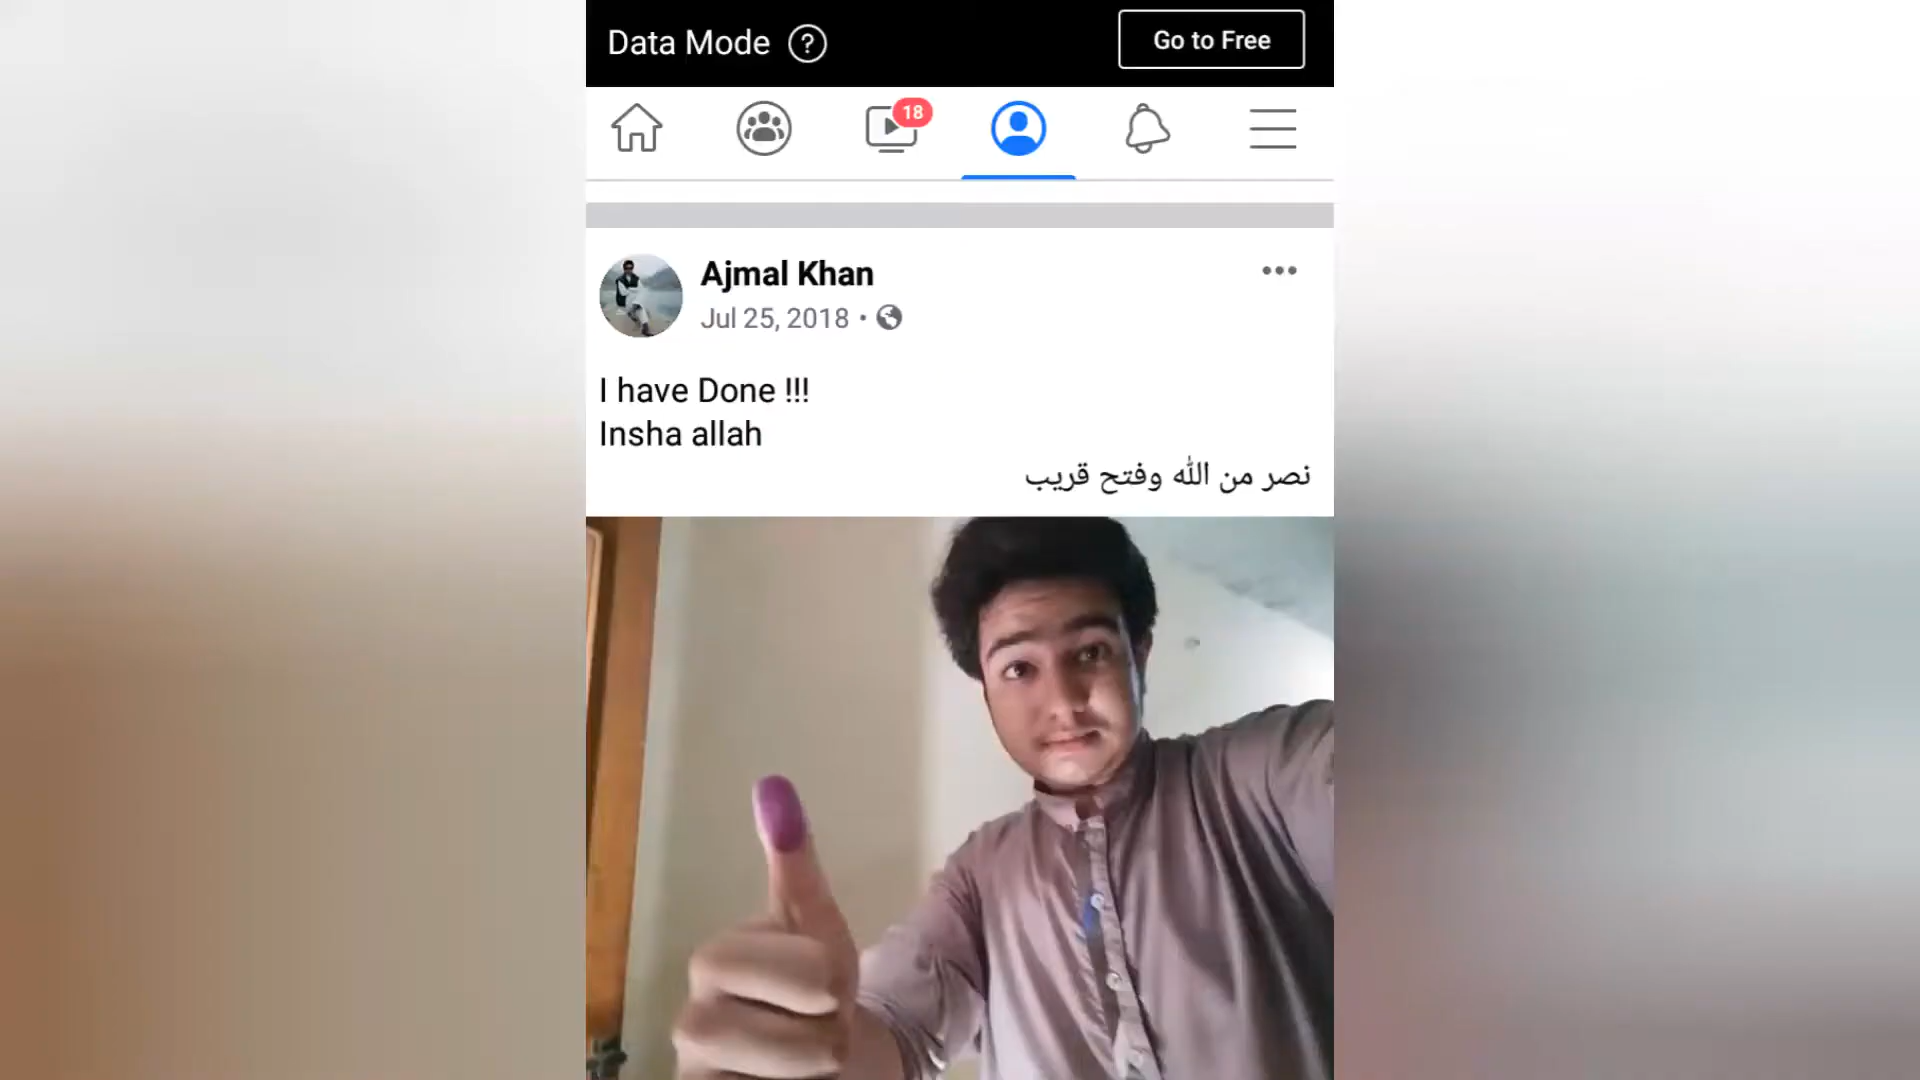 Data Mode ?
Go to Free
18
Ajmal Khan
Jul 25, 2018 •
I have Done !!!
Insha allah
نصر من الله وفتح قريب